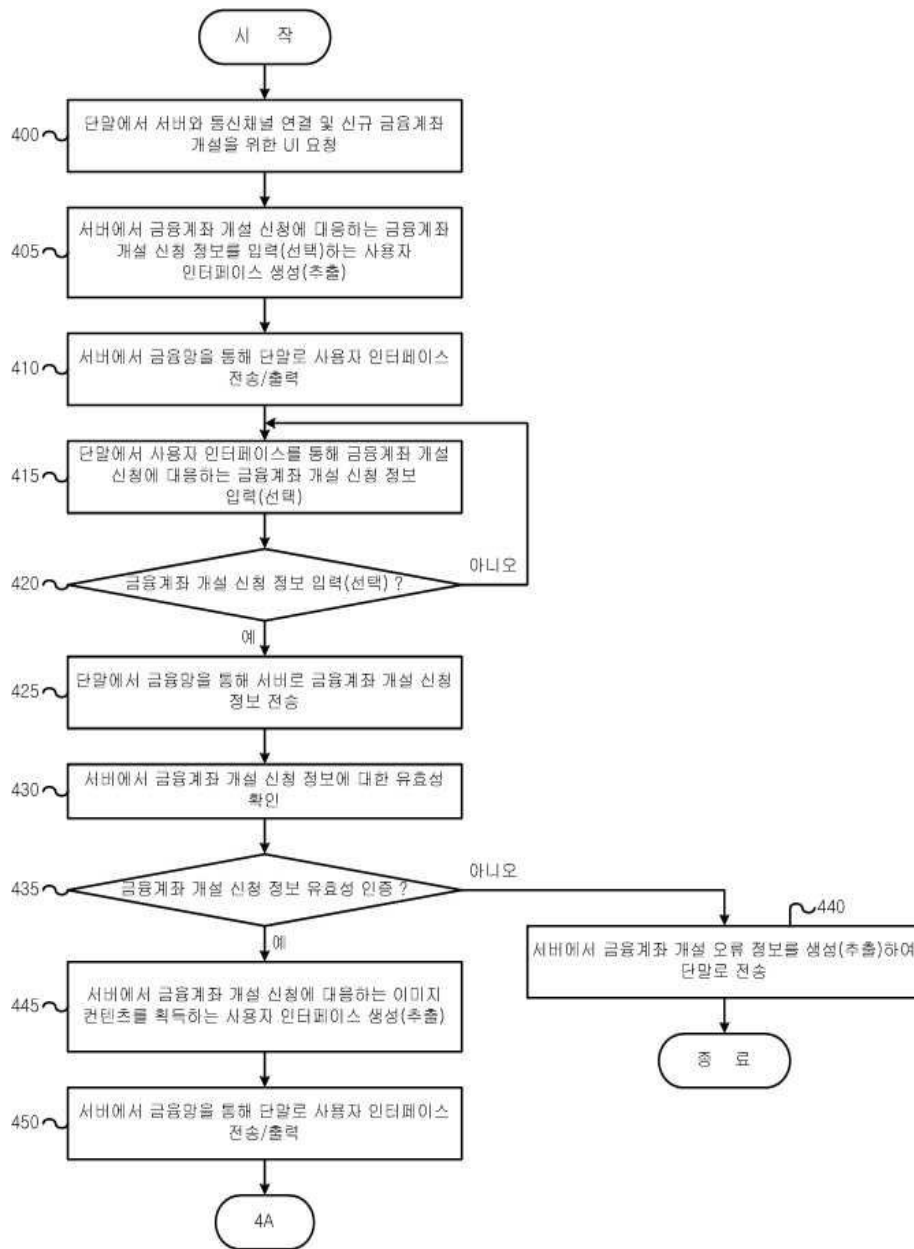 시 작
400
단말에서 서버와 통신채널 연결 및 신규 금융계좌
개설을 위한 UI 요청
405
서버에서 금융계좌 개설 신청에 대응하는 금융계좌
개설 신청 정보를 입력(선택)하는 사용자
인터페이스 생성(추출)
410
서버에서 금융망을 통해 단말로 사용자 인터페이스
전송/출력
415
단말에서 사용자 인터페이스를 통해 금융계좌 개설
신청에 대응하는 금융계좌 개설 신청 정보
입력(선택)
420
금융계좌 개설 신청 정보 입력(선택) ?
아니오
예
425
단말에서 금융망을 통해 서버로 금융계좌 개설 신청
정보 전송
430
서버에서 금융계좌 개설 신청 정보에 대한 유효성
확인
435
금융계좌 개설 신청 정보 유효성 인증 ?
아니오
예
440
서버에서 금융계좌 개설 오류 정보를 생성(추출)하여
단말로 전송
종 료
445
서버에서 금융계좌 개설 신청에 대응하는 이미지
컨텐츠를 획득하는 사용자 인터페이스 생성(추출)
450
서버에서 금융망을 통해 단말로 사용자 인터페이스
전송/출력
4A